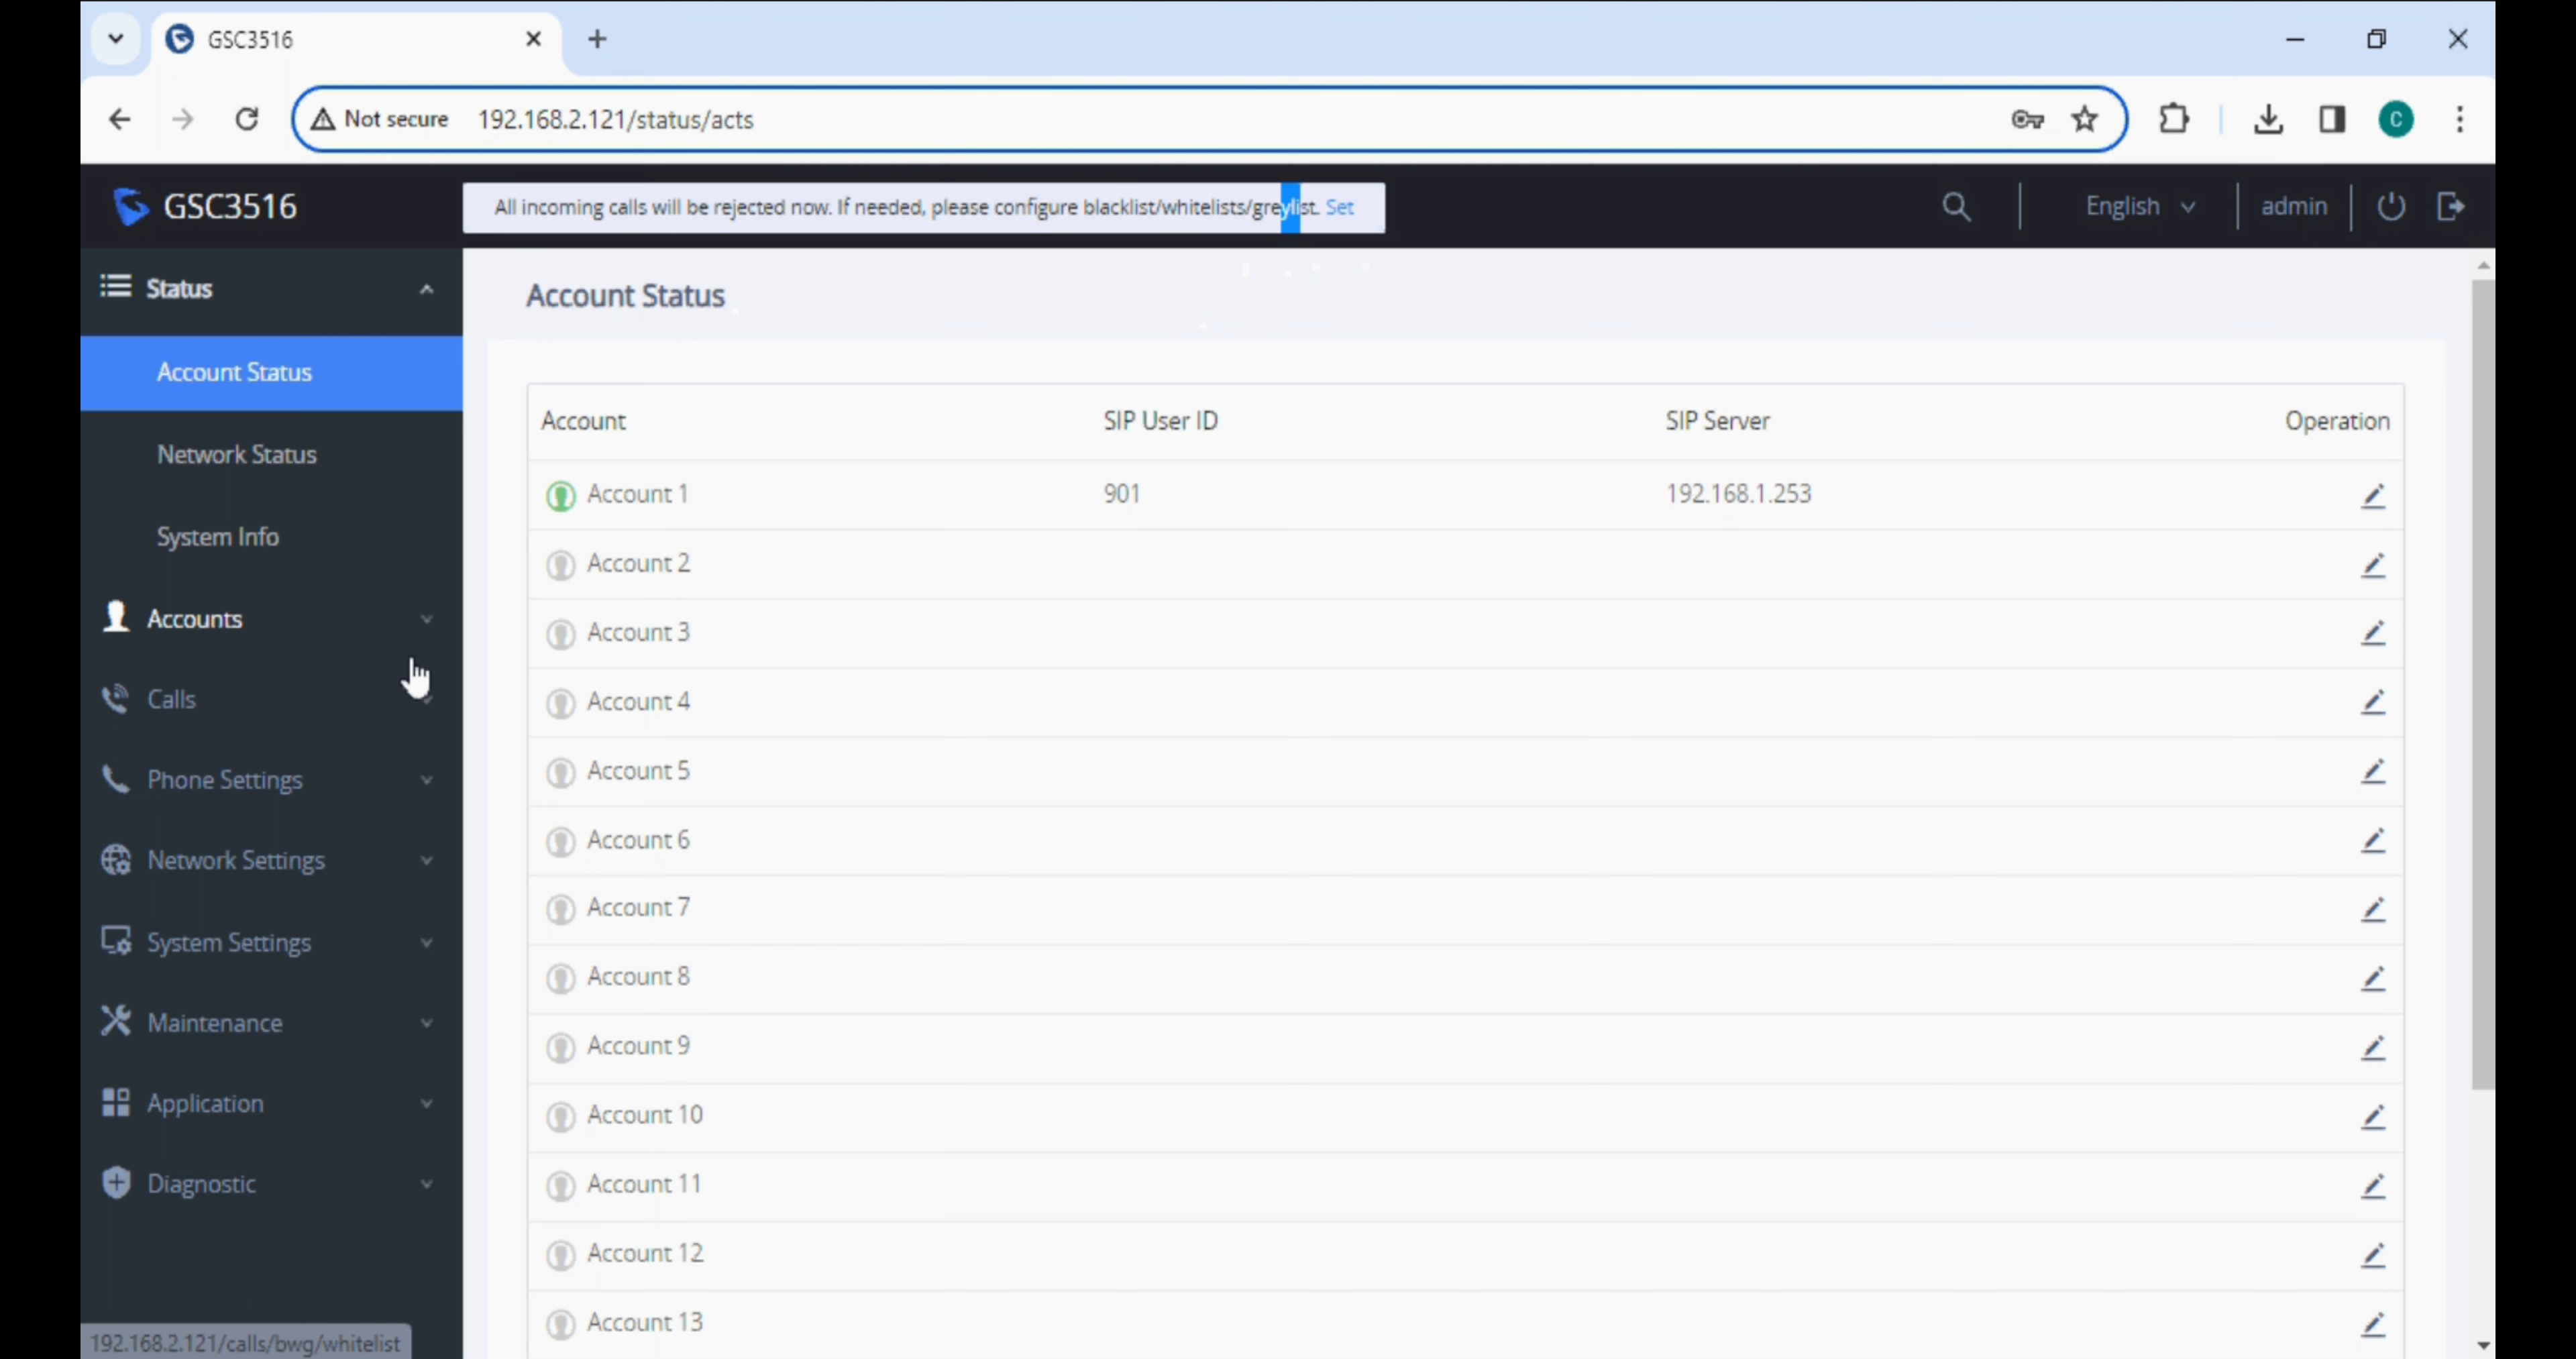 GSC3516
Not secure 192.168.2.121/status/acts
C
GSC3516
All incoming calls will be rejected now. If needed, please configure blacklist/whitelists/greylist. Set
English
admin
Status
Account Status
Network Status
System Info
Accounts
Calls
Phone Settings
Network Settings
System Settings
Maintenance
Application
Diagnostic
Account Status
Account SIP User ID SIP Server Operation
Account 1 901 192.168.1.253
Account 2
Account 3
Account 4
Account 5
Account 6
Account 7
Account 8
Account 9
Account 10
Account 11
Account 12
Account 13
192.168.2.121/calls/bwg/whitelist